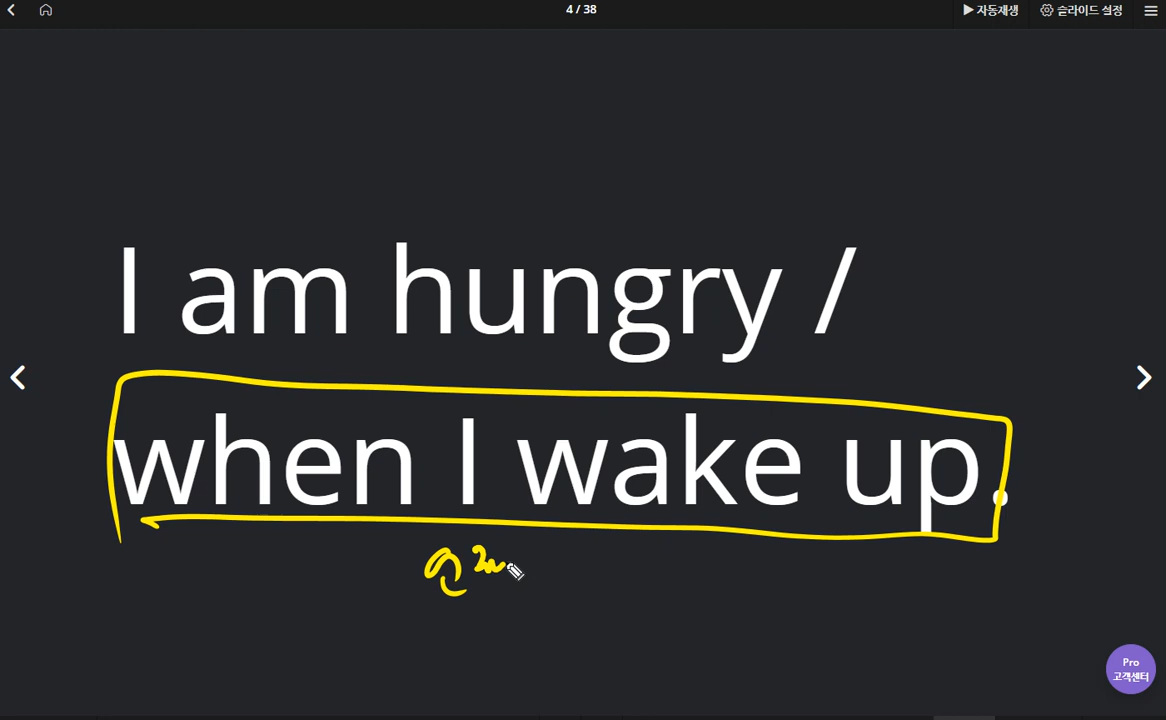 4 / 38
▶ 자동재생
슬라이드 설정
I am hungry /
when I wake up.
Pro
고객센터